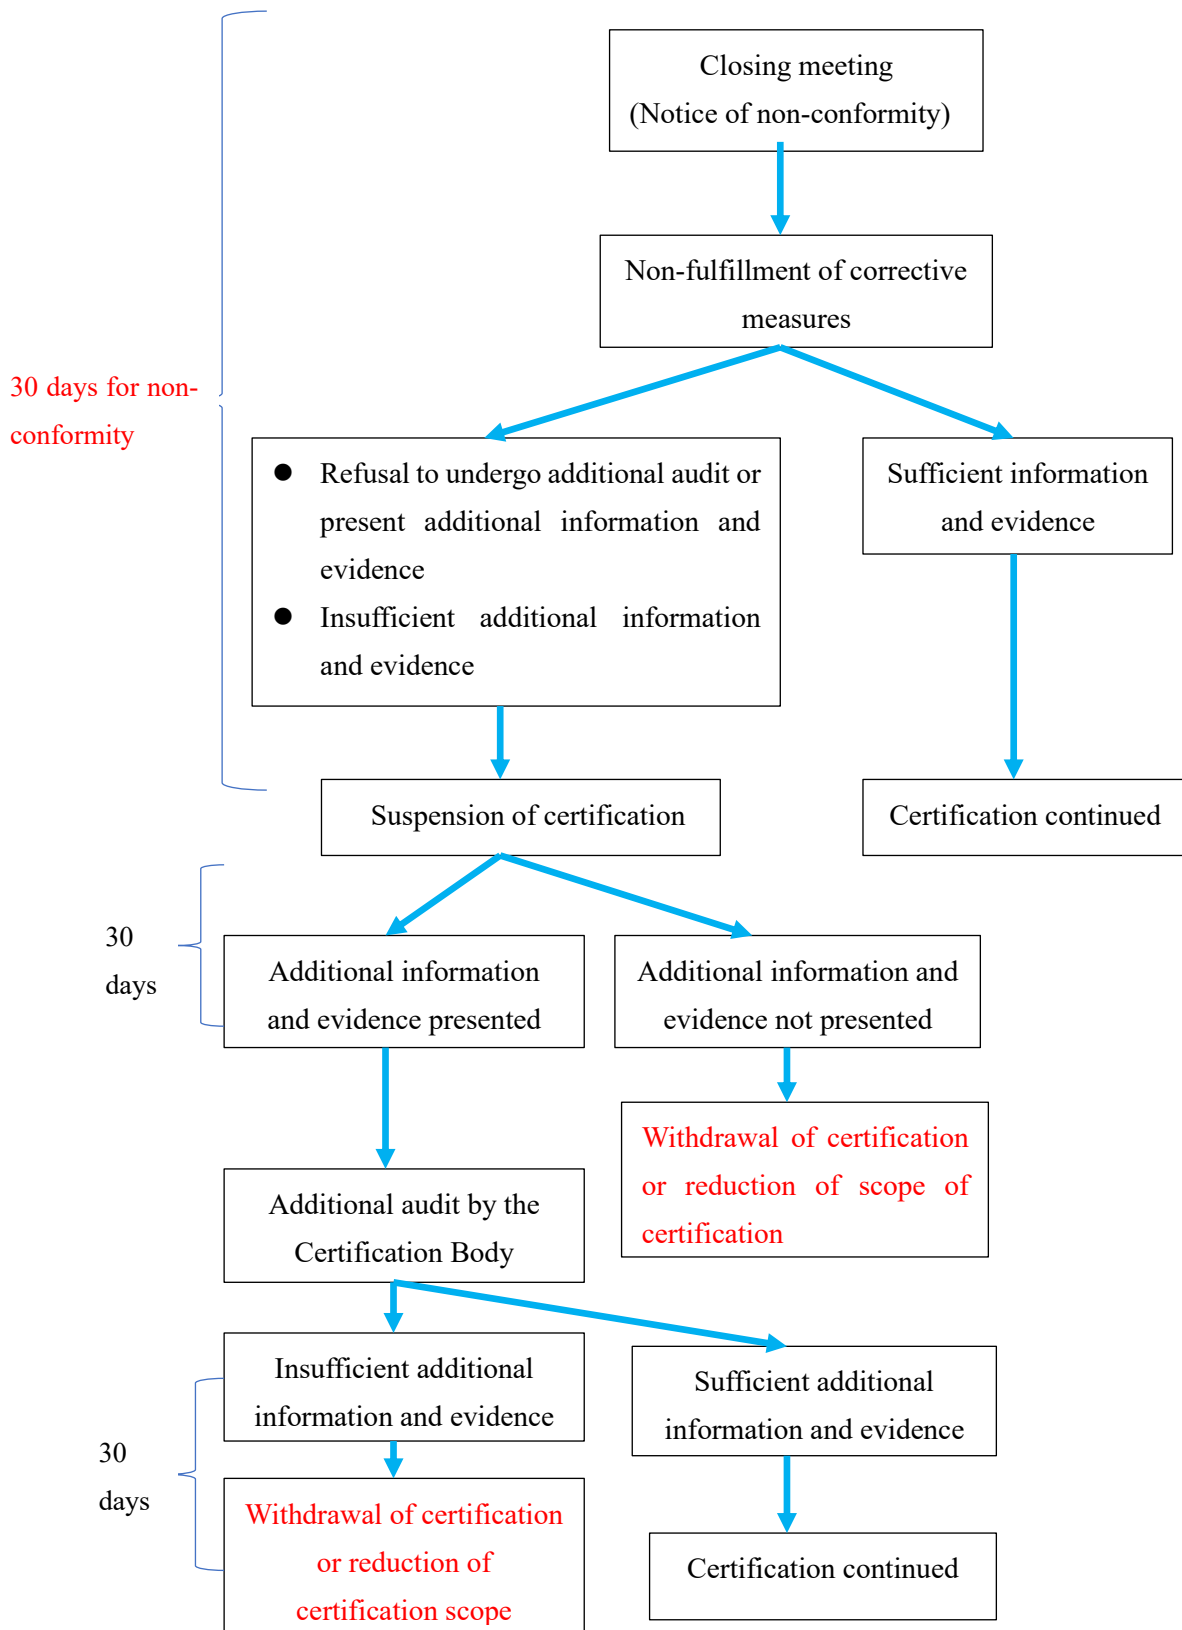 Closing meeting
(Notice of non-conformity)
Non-fulfillment of corrective
measures
30 days for non-
conformity
● Refusal to undergo additional audit or
present additional information and
evidence
● Insufficient additional information
and evidence
Sufficient information
and evidence
Suspension of certification
Certification continued
30
days
Additional information
and evidence presented
Additional information and
evidence not presented
Withdrawal of certification
or reduction of scope of
certification
Additional audit by the
Certification Body
Insufficient additional
information and evidence
Sufficient additional
information and evidence
30
days
Withdrawal of certification
or reduction of
certification scope
Certification continued